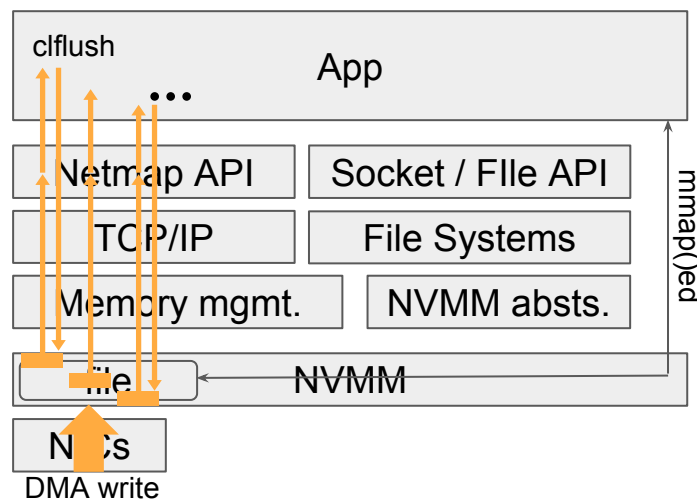 clflush
App
•••
Netmap API
Socket / FIle API
TCP/IP
File Systems
Memory mgmt.
NVMM absts.
mmap()ed
file
NVMM
NICs
DMA write